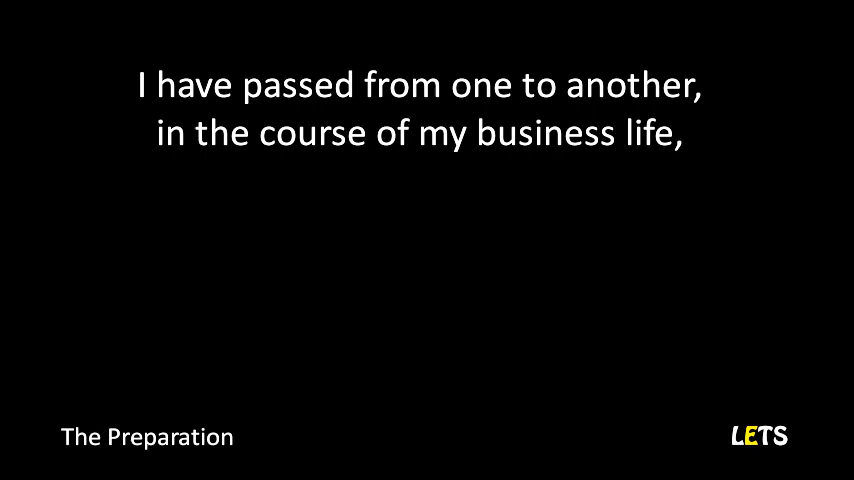 I have passed from one to another,
in the course of my business life,
The Preparation
LETS